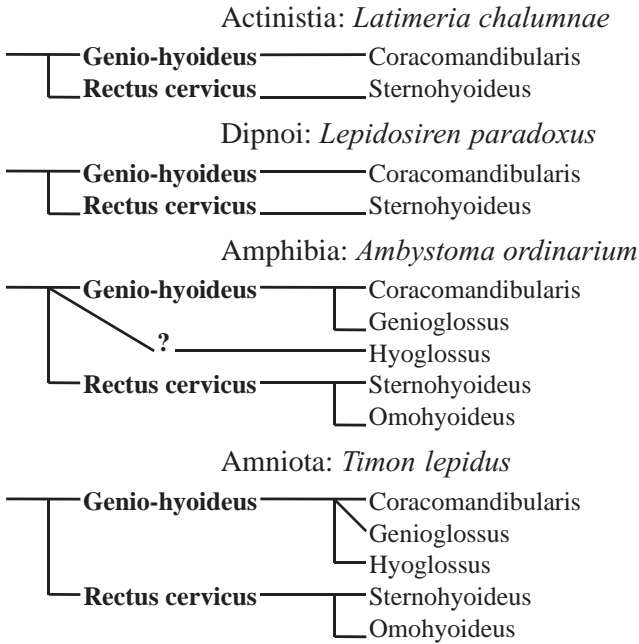 Actinistia: Latimeria chalumnae
Genio-hyoideus Coracomandibularis
Rectus cervicus Sternohyoideus
Dipnoi: Lepidosiren paradoxus
Genio-hyoideus Coracomandibularis
Rectus cervicus Sternohyoideus
Amphibia: Ambystoma ordinarium
Genio-hyoideus Coracomandibularis
Genioglossus
? Hyoglossus
Rectus cervicus Sternohyoideus
Omohyoideus
Amniota: Timon lepidus
Genio-hyoideus Coracomandibularis
Genioglossus
Hyoglossus
Rectus cervicus Sternohyoideus
Omohyoideus